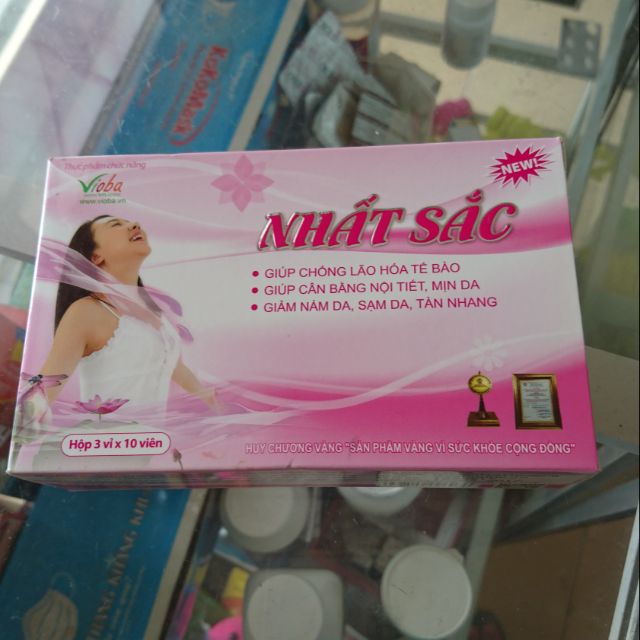 Thực phẩm chức năng
Vioba
www.vioba.vn
NEW!
NHẤT SẮC
GIÚP CHỐNG LÃO HÓA TẾ BÀO
GIÚP CÂN BẰNG NỘI TIẾT, MỊN DA
GIẢM NÁM DA, SẠM DA, TÀN NHANG
Hộp 3 vỉ x 10 viên
HUY CHƯƠNG VÀNG "SẢN PHẨM VÀNG VÌ SỨC KHỎE CỘNG ĐỒNG"
KoKoMask